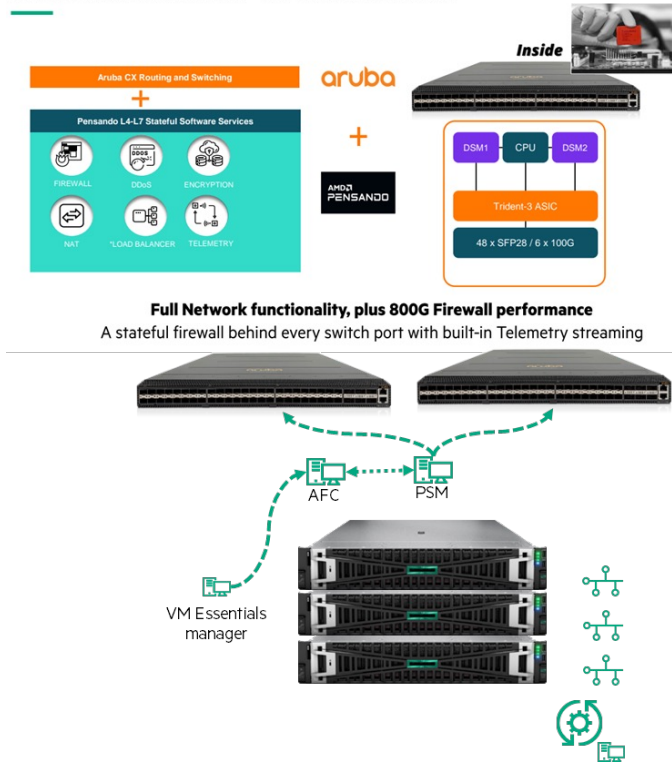 Inside
Aruba CX Routing and Switching
+
Pensando L4-L7 Stateful Software Services
FIREWALL
DDOS
DDoS
ENCRYPTION
NAT
*LOAD BALANCER
TELEMETRY
aruba
+
AMD
PENSANDO
DSM1
CPU
DSM2
Trident-3 ASIC
48 x SFP28 / 6 x 100G
Full Network functionality, plus 800G Firewall performance
A stateful firewall behind every switch port with built-in Telemetry streaming
AFC
PSM
VM Essentials
manager